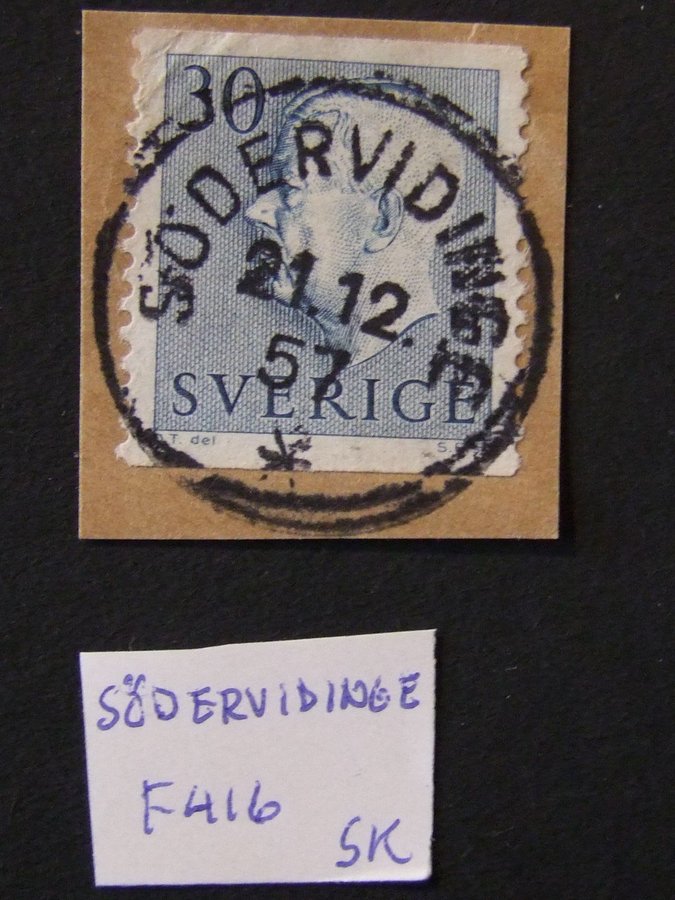 30
SÖDERVIDINGE
21.12.
57
*
SVERIGE
T. del
S.
SÖDERVIDINGE
F416
SK